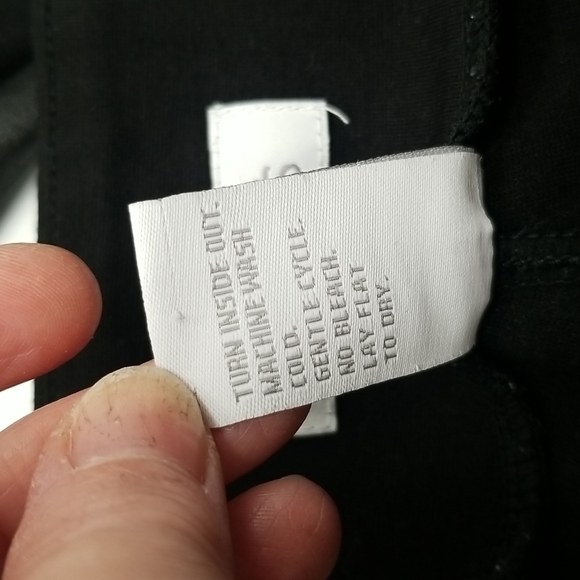 TURN INSIDE OUT.
MACHINE WASH
COLD.
GENTLE CYCLE.
NO BLEACH.
LAY FLAT
TO DRY.
S